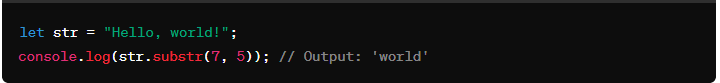 let str = "Hello, world!";
console.log(str.substr(7, 5)); // Output: 'world'